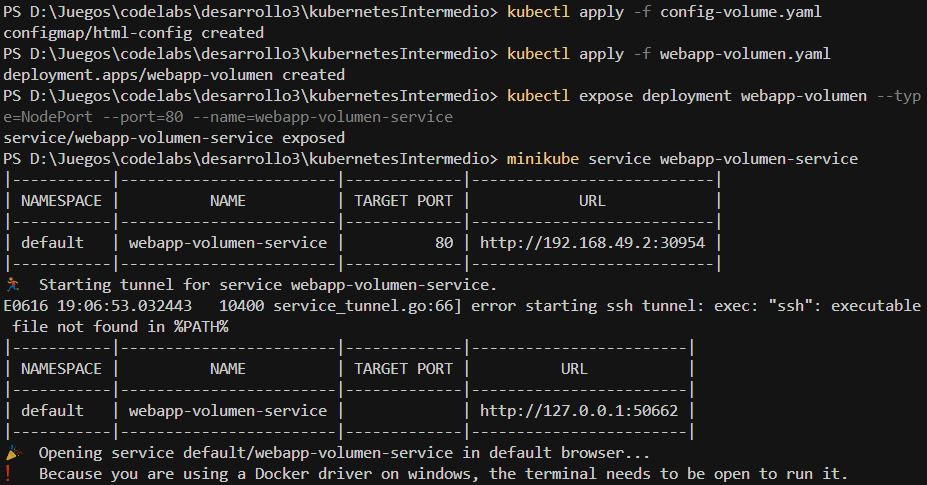 PS D:\Juegos\codelabs\desarrollo3\kubernetesIntermedio> kubectl apply -f config-volume.yaml
configmap/html-config created
PS D:\Juegos\codelabs\desarrollo3\kubernetesIntermedio> kubectl apply -f webapp-volumen.yaml
deployment.apps/webapp-volumen created
PS D:\Juegos\codelabs\desarrollo3\kubernetesIntermedio> kubectl expose deployment webapp-volumen --typ
e=NodePort --port=80 --name=webapp-volumen-service
service/webapp-volumen-service exposed
PS D:\Juegos\codelabs\desarrollo3\kubernetesIntermedio> minikube service webapp-volumen-service
|-----------|------------------------|-------------|---------------------------|
| NAMESPACE |          NAME          | TARGET PORT |            URL            |
|-----------|------------------------|-------------|---------------------------|
| default   | webapp-volumen-service |          80 | http://192.168.49.2:30954 |
|-----------|------------------------|-------------|---------------------------|
🏃  Starting tunnel for service webapp-volumen-service.
E0616 19:06:53.032443   10400 service_tunnel.go:66] error starting ssh tunnel: exec: "ssh": executable
 file not found in %PATH%
|-----------|------------------------|-------------|------------------------|
| NAMESPACE |          NAME          | TARGET PORT |          URL           |
|-----------|------------------------|-------------|------------------------|
| default   | webapp-volumen-service |             | http://127.0.0.1:50662 |
|-----------|------------------------|-------------|------------------------|
🎉  Opening service default/webapp-volumen-service in default browser...
❗  Because you are using a Docker driver on windows, the terminal needs to be open to run it.